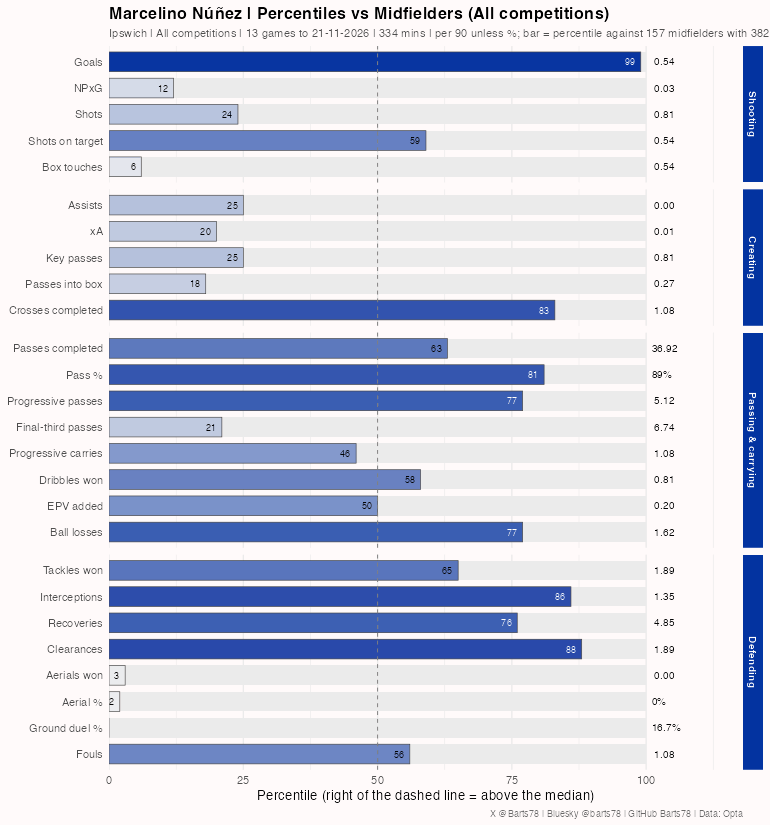 Marcelino Núñez | Percentiles vs Midfielders (All competitions)
Ipswich | All competitions | 13 games to 21-11-2026 | 334 mins | per 90 unless %; bar = percentile against 157 midfielders with 382
Shooting
Goals 99 0.54
NPxG 12 0.03
Shots 24 0.81
Shots on target 59 0.54
Box touches 6 0.54
Creating
Assists 25 0.00
xA 20 0.01
Key passes 25 0.81
Passes into box 18 0.27
Crosses completed 83 1.08
Passing & carrying
Passes completed 63 36.92
Pass % 81 89%
Progressive passes 77 5.12
Final-third passes 21 6.74
Progressive carries 46 1.08
Dribbles won 58 0.81
EPV added 50 0.20
Ball losses 77 1.62
Defending
Tackles won 65 1.89
Interceptions 86 1.35
Recoveries 76 4.85
Clearances 88 1.89
Aerials won 3 0.00
Aerial % 2 0%
Ground duel % 16.7%
Fouls 56 1.08
0 25 50 75 100
Percentile (right of the dashed line = above the median)
X @Barts78 | Bluesky @barts78 | GitHub Barts78 | Data: Opta